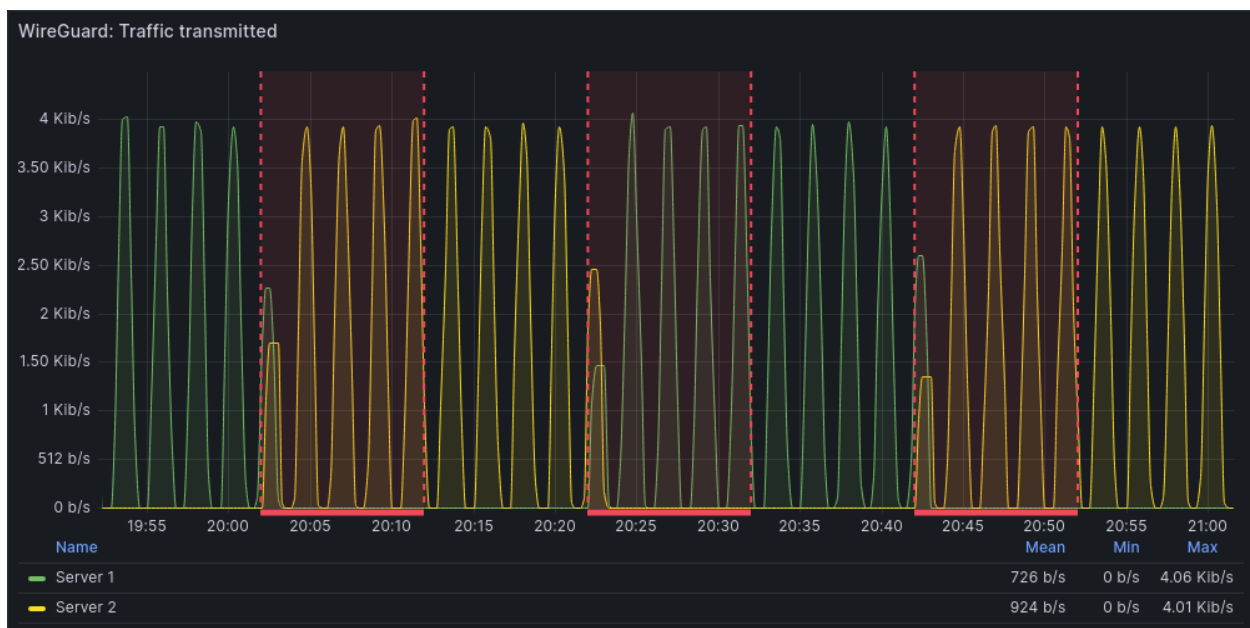 WireGuard: Traffic transmitted
4 Kib/s
3.50 Kib/s
3 Kib/s
2.50 Kib/s
2 Kib/s
1.50 Kib/s
1 Kib/s
512 b/s
0 b/s
19:55 20:00 20:05 20:10 20:15 20:20 20:25 20:30 20:35 20:40 20:45 20:50 20:55 21:00
Name Mean Min Max
Server 1 726 b/s 0 b/s 4.06 Kib/s
Server 2 924 b/s 0 b/s 4.01 Kib/s